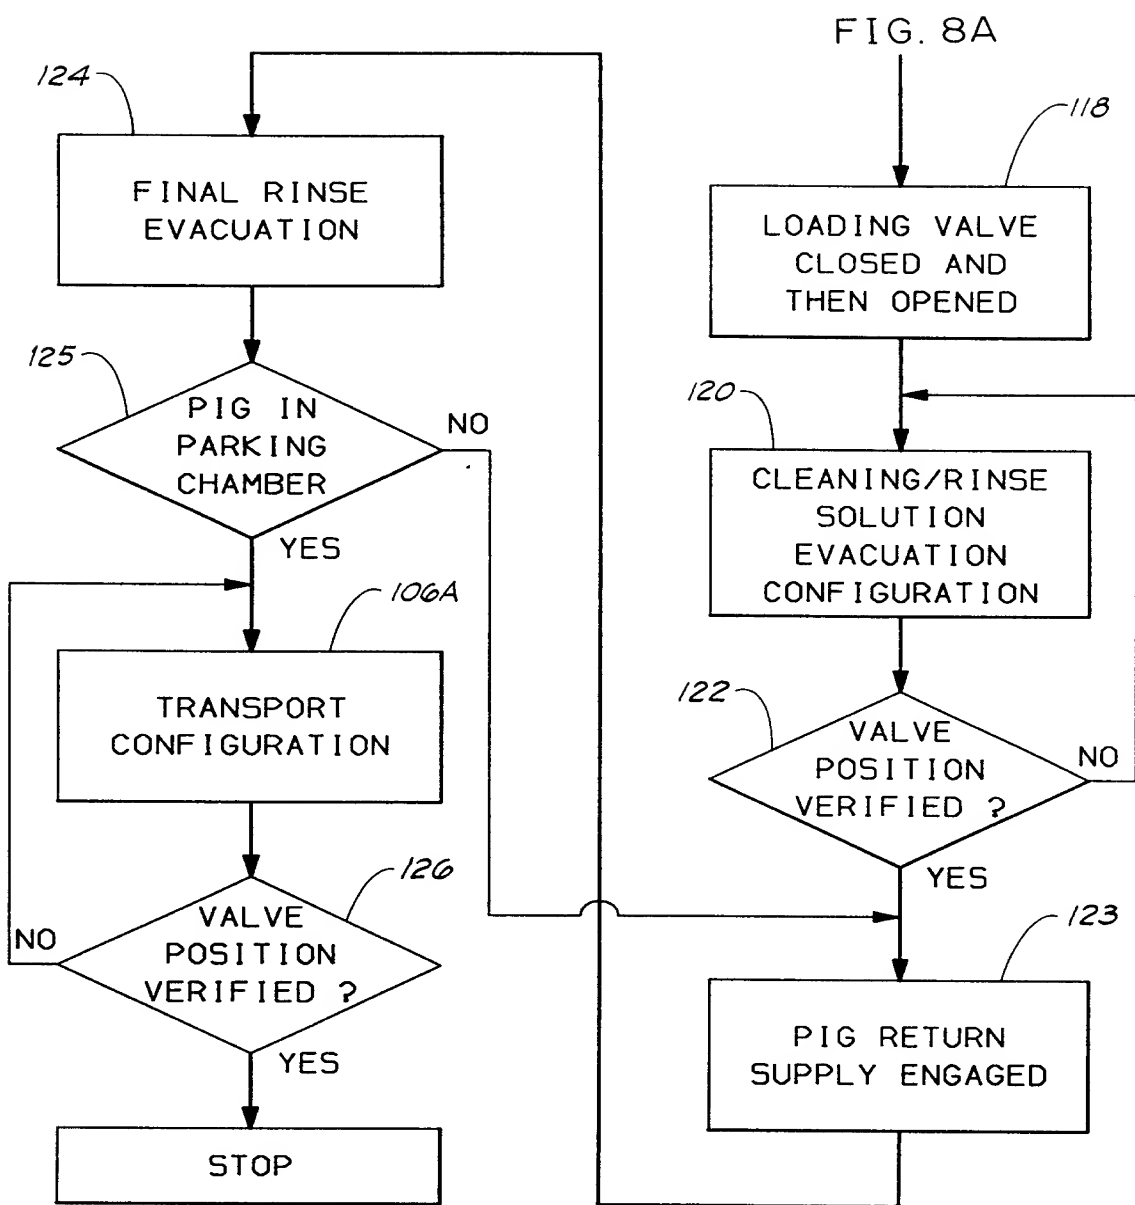 FIG. 8A
118
LOADING VALVE
CLOSED AND
THEN OPENED
120
CLEANING/RINSE
SOLUTION
EVACUATION
CONFIGURATION
122
VALVE
POSITION
VERIFIED ?
NO
YES
123
PIG RETURN
SUPPLY ENGAGED
124
FINAL RINSE
EVACUATION
125
PIG IN
PARKING
CHAMBER
NO
YES
106A
TRANSPORT
CONFIGURATION
126
VALVE
POSITION
VERIFIED ?
NO
YES
STOP